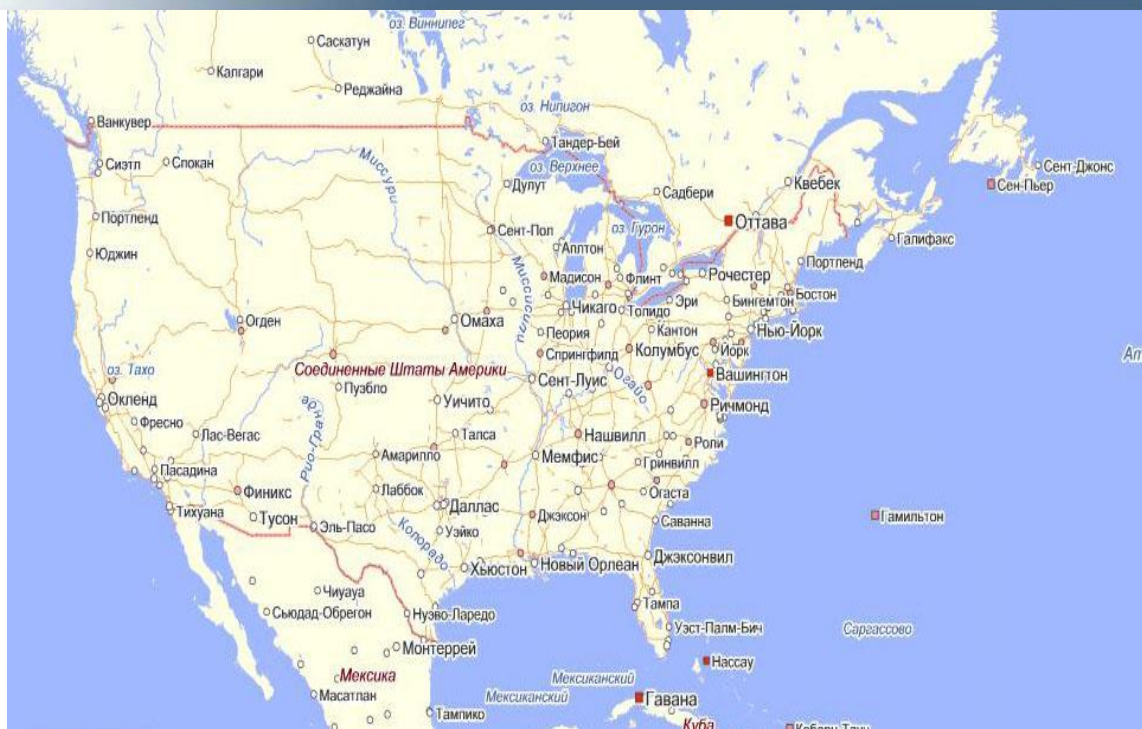 оз. Виннипег
Саскатун
Калгари
Реджайна
оз. Нипигон
Ванкувер
Тандер-Бей
Миссури
Сиэтл
Спокан
оз. Верхнее
Сент-Джонс
Дулут
Садбери
Квебек
Сен-Пьер
Портленд
Оттава
Сент-Пол
оз. Гурон
Галифакс
Юджин
Аплтон
Портленд
Мадисон
Флинт
Рочестер
Миссисипи
Эри
Бингемтон
Бостон
Чикаго
Толидо
Огден
Омаха
Пеория
Кантон
Нью-Йорк
Спрингфилд
Колумбус
Йорк
Ат
оз. Тахо
Соединенные Штаты Америки
Огайо
Вашингтон
Пуэбло
Сент-Луис
Окленд
Уичито
Ричмонд
Рио-Гранде
Фресно
Лас-Вегас
Талса
Нашвилл
Роли
Амарилло
Мемфис
Гринвилл
Пасадина
Финикс
Лаббок
Огаста
Даллас
Тихуана
Тусон
Джэксон
Саванна
Гамильтон
Эль-Пасо
Уэйко
Колорадо
Хьюстон
Новый Орлеан
Джэксонвил
Чиуауа
Сьюдад-Обрегон
Нуэво-Ларедо
Тампа
Уэст-Палм-Бич
Саргассово
Монтеррей
Нассау
Мексика
Мексиканский
Масатлан
Мексиканский
Гавана
Тампико
Куба